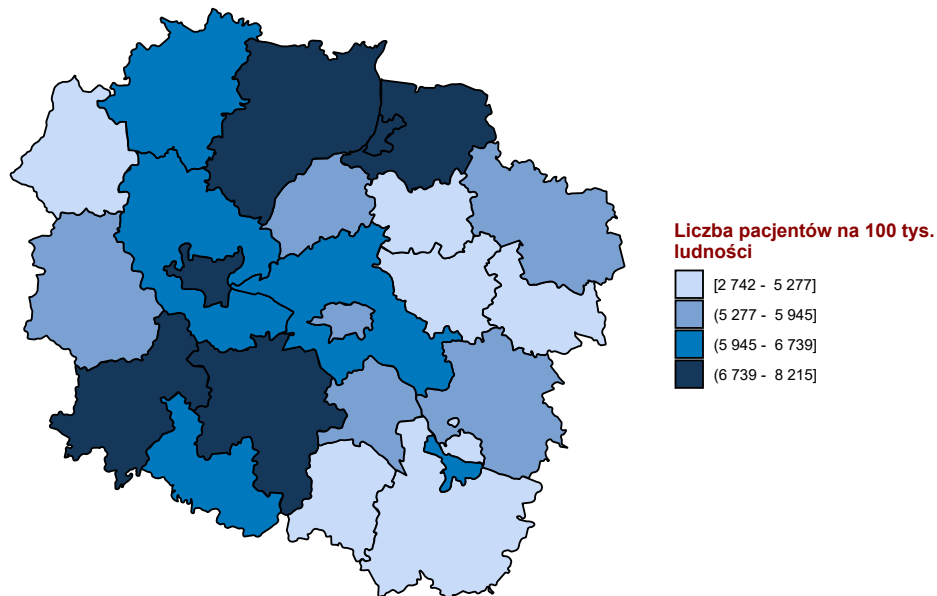 Liczba pacjentów na 100 tys.
ludności
[2 742 - 5 277]
(5 277 - 5 945]
(5 945 - 6 739]
(6 739 - 8 215]